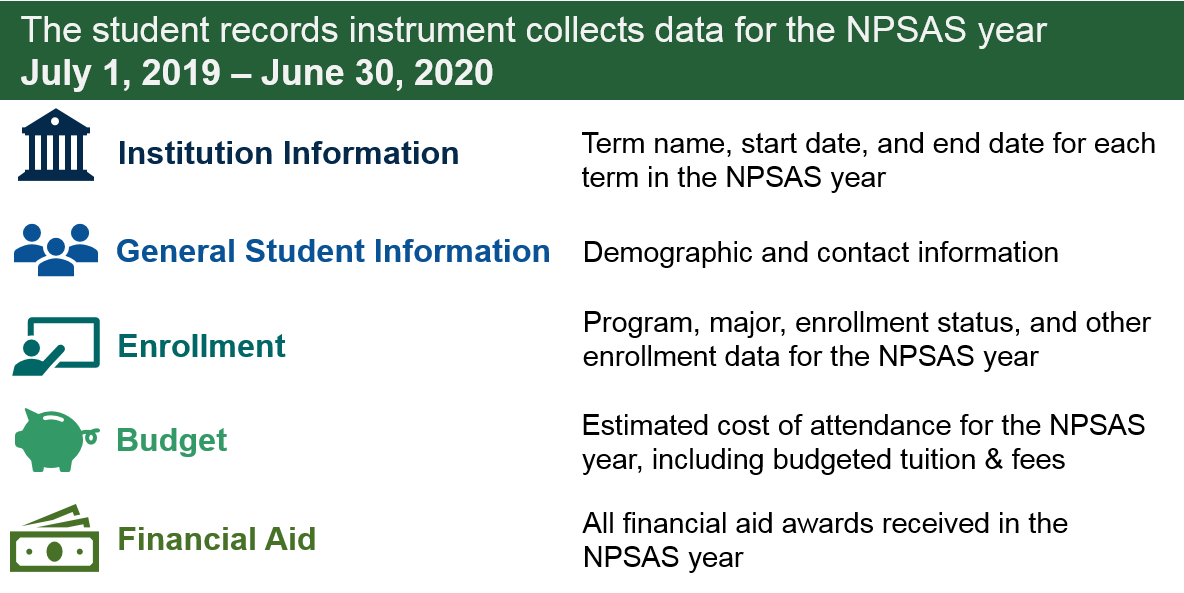 The student records instrument collects data for the NPSAS year
July 1, 2019 – June 30, 2020
Institution Information
Term name, start date, and end date for each
term in the NPSAS year
General Student Information
Demographic and contact information
Enrollment
Program, major, enrollment status, and other
enrollment data for the NPSAS year
Budget
Estimated cost of attendance for the NPSAS
year, including budgeted tuition & fees
Financial Aid
All financial aid awards received in the
NPSAS year